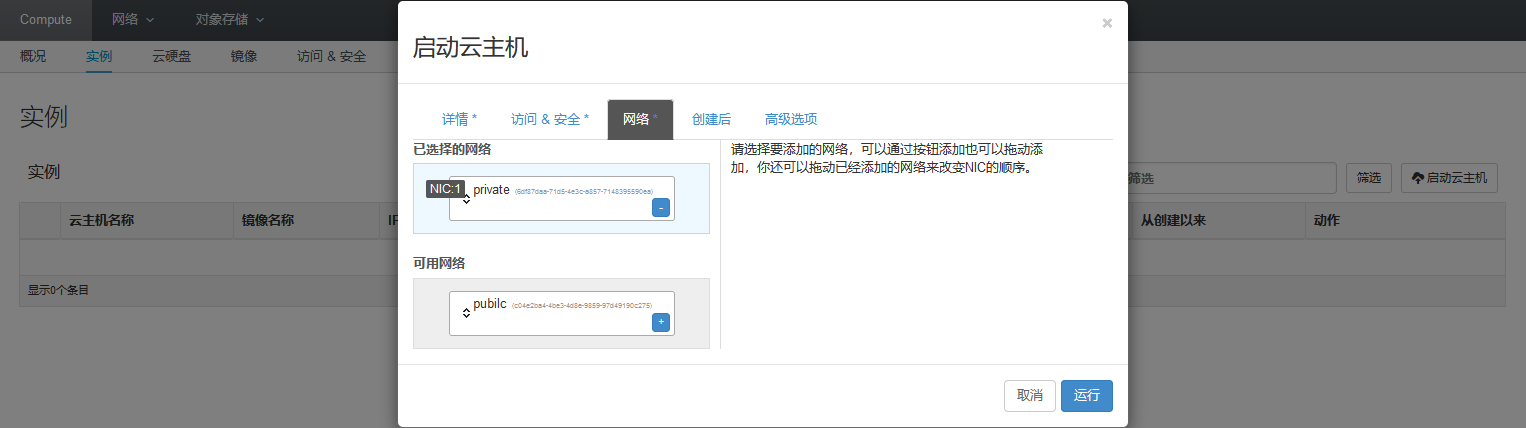 Compute
网络
对象存储
概况
实例
云硬盘
镜像
访问 & 安全
实例
实例
筛选
筛选
启动云主机
云主机名称
镜像名称
IP
从创建以来
动作
显示0个条目
×
启动云主机
详情 *
访问 & 安全 *
网络 *
创建后
高级选项
已选择的网络
NIC:1
private (6df87daa-71d5-4e3c-a857-7148395590ea)
-
可用网络
pubilc (c04e2ba4-4be3-4d8e-9859-97d49190c275)
+
请选择要添加的网络，可以通过按钮添加也可以拖动添
加，你还可以拖动已经添加的网络来改变NIC的顺序。
取消
运行